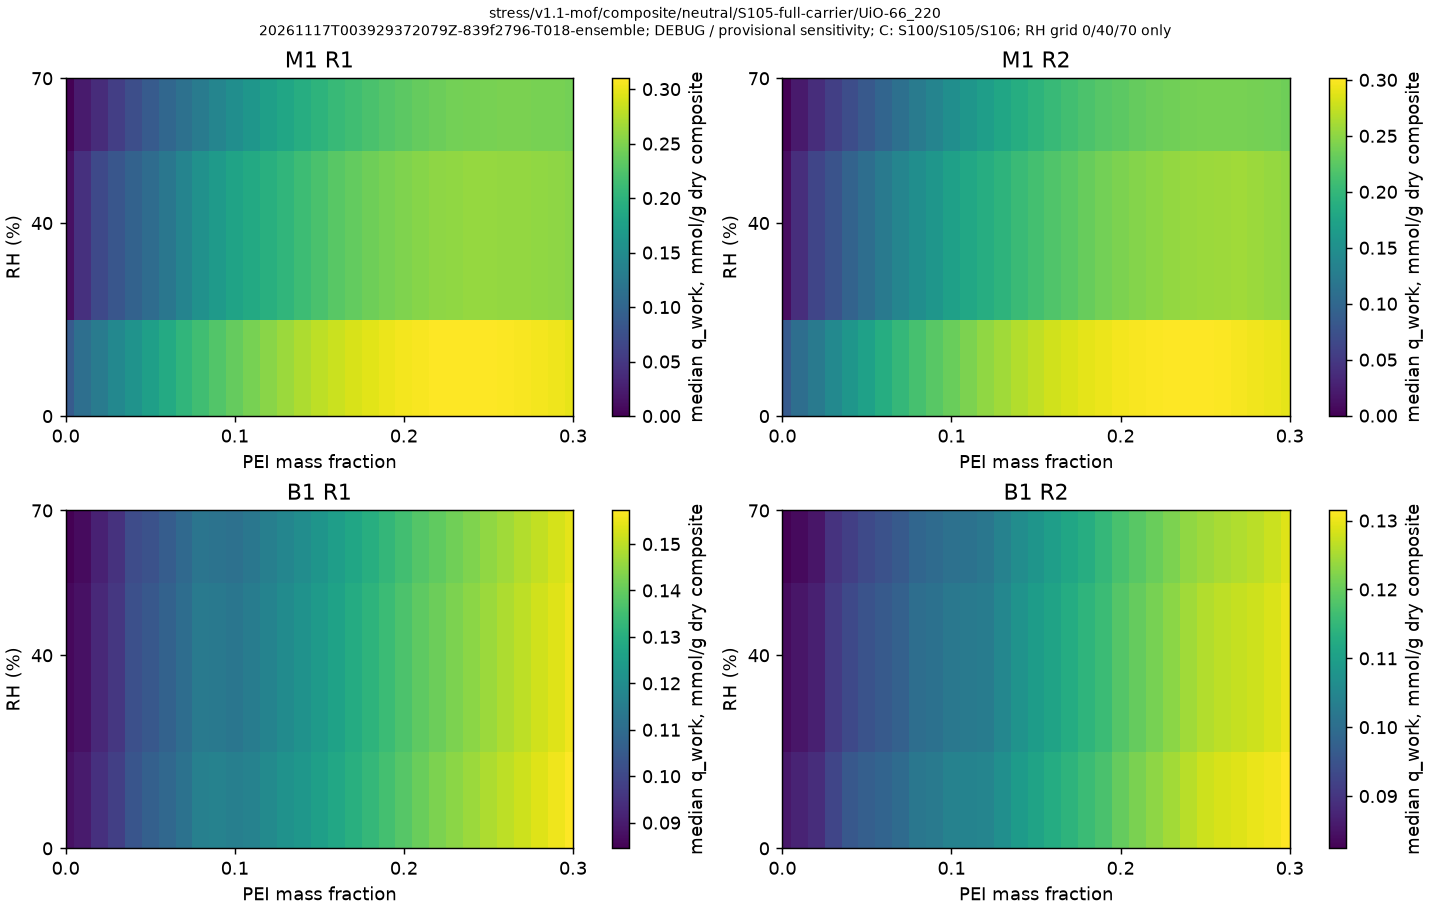 stress/v1.1-mof/composite/neutral/S105-full-carrier/UiO-66_220
20261117T003929372079Z-839f2796-T018-ensemble; DEBUG / provisional sensitivity; C: S100/S105/S106; RH grid 0/40/70 only
M1 R1
70
40
0
RH (%)
0.0 0.1 0.2 0.3
PEI mass fraction
0.30
0.25
0.20
0.15
0.10
0.05
0.00
median q_work, mmol/g dry composite
M1 R2
70
40
0
RH (%)
0.0 0.1 0.2 0.3
PEI mass fraction
0.30
0.25
0.20
0.15
0.10
0.05
0.00
median q_work, mmol/g dry composite
B1 R1
70
40
0
RH (%)
0.0 0.1 0.2 0.3
PEI mass fraction
0.15
0.14
0.13
0.12
0.11
0.10
0.09
median q_work, mmol/g dry composite
B1 R2
70
40
0
RH (%)
0.0 0.1 0.2 0.3
PEI mass fraction
0.13
0.12
0.11
0.10
0.09
median q_work, mmol/g dry composite